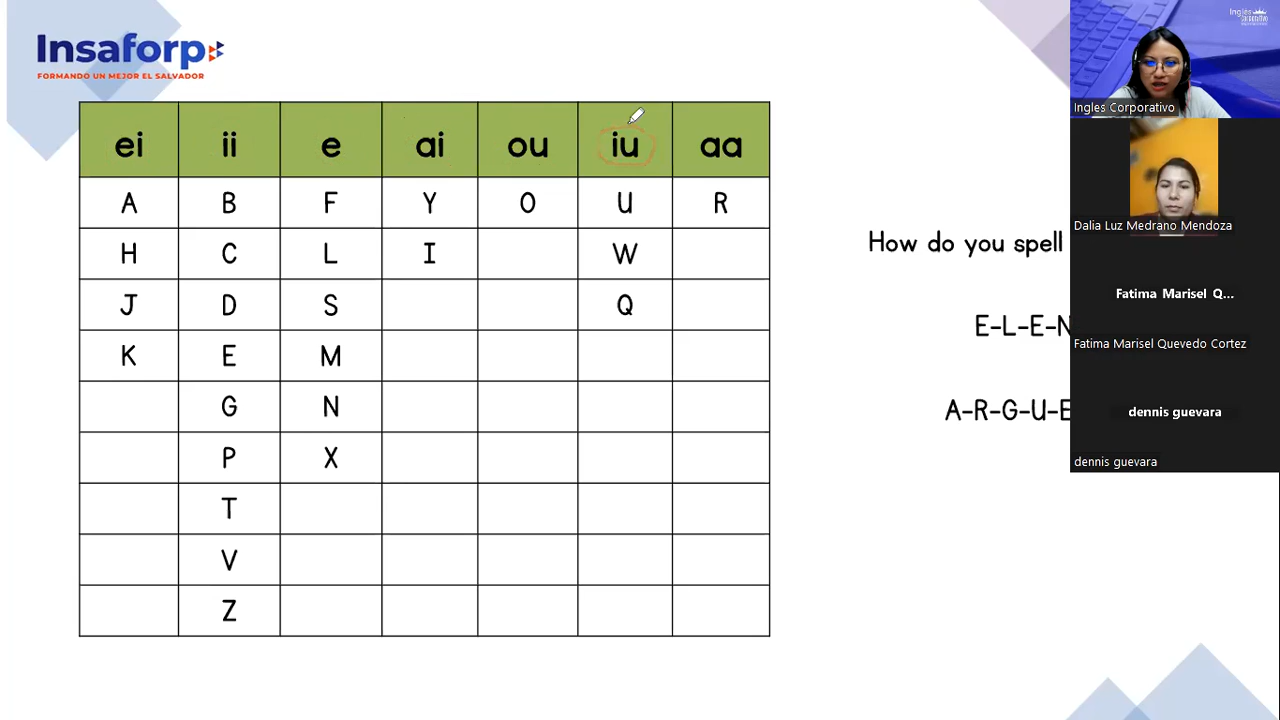 Insaforp
FORMANDO UN MEJOR EL SALVADOR
ei ii e ai ou iu aa
A B F Y O U R
H C L I W
J D S Q
K E M
G N
P X
T
V
Z
How do you spell
E-L-E-N
A-R-G-U-E
Ingles Corporativo
Dalia Luz Medrano Mendoza
Fatima Marisel Q...
Fatima Marisel Quevedo Cortez
dennis guevara
dennis guevara